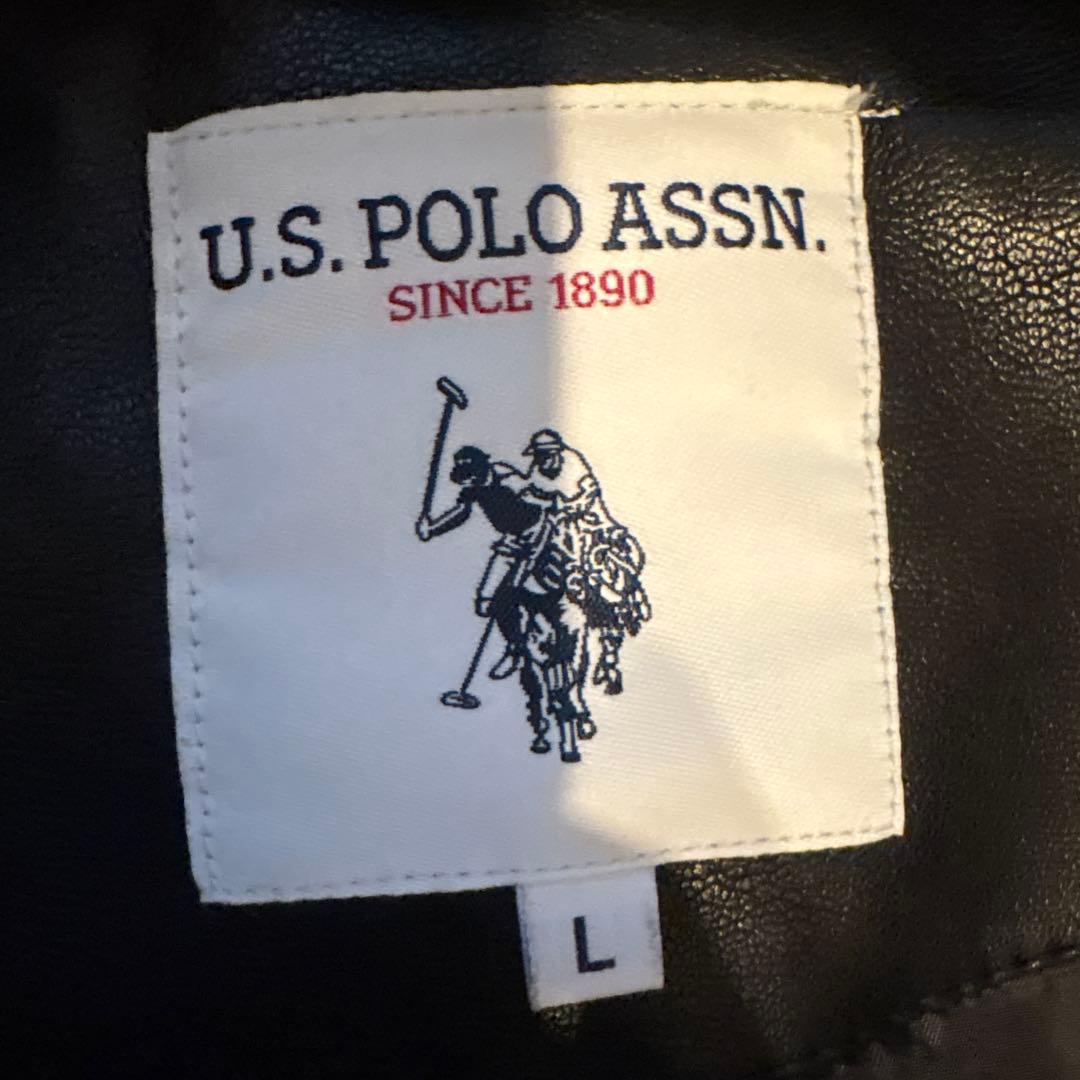 U.S. POLO ASSN.
SINCE 1890
L